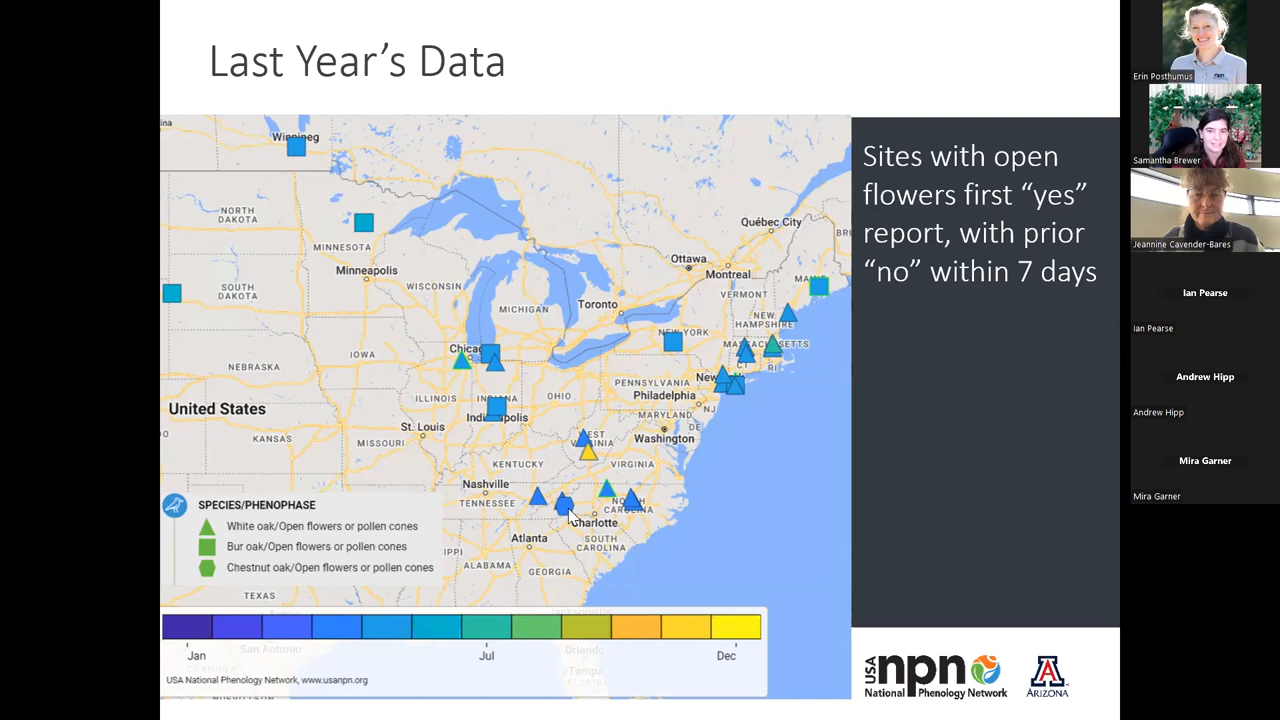 Last Year's Data
Sites with open
flowers first "yes"
report, with prior
"no" within 7 days
Winnipeg
NORTH
DAKOTA
MINNESOTA
Minneapolis
SOUTH
DAKOTA
WISCONSIN
MICHIGAN
Toronto
Ottawa
Montreal
Québec City
MAINE
VERMONT
NEW
HAMPSHIRE
MASSACHUSETTS
RI
NEW YORK
New
IOWA
Chicago
NEBRASKA
ILLINOIS
INDIANA
Indianapolis
OHIO
PENNSYLVANIA
Philadelphia
NJ
MARYLAND
DE
United States
St. Louis
KANSAS
MISSOURI
WEST
VIRGINIA
Washington
KENTUCKY
VIRGINIA
Nashville
TENNESSEE
NORTH
CAROLINA
Charlotte
Atlanta
SOUTH
CAROLINA
ALABAMA
GEORGIA
IPPI
TEXAS
Jacksonville
San Antonio
Orlando
Tampa
SPECIES/PHENOPHASE
White oak/Open flowers or pollen cones
Bur oak/Open flowers or pollen cones
Chestnut oak/Open flowers or pollen cones
Jan
Jul
Dec
USA National Phenology Network, www.usanpn.org
USA npn
National Phenology Network
A
ARIZONA
Erin Posthumus
Samantha Brewer
Jeannine Cavender-Bares
Ian Pearse
Ian Pearse
Andrew Hipp
Andrew Hipp
Mira Garner
Mira Garner